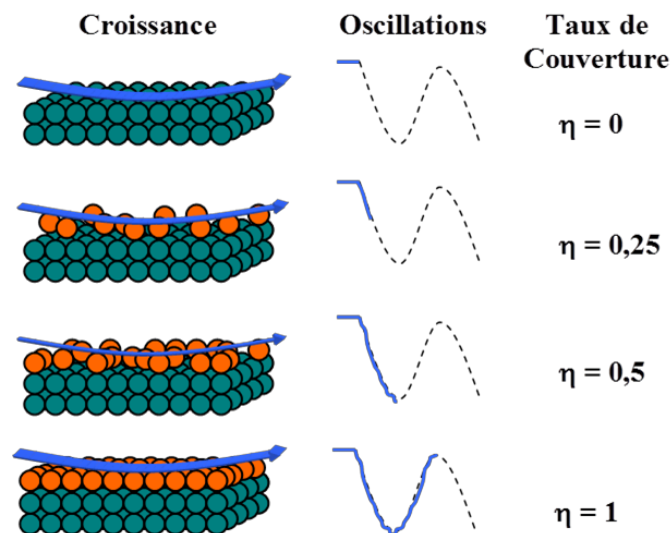 Croissance Oscillations Taux de
Couverture
η = 0
η = 0,25
η = 0,5
η = 1